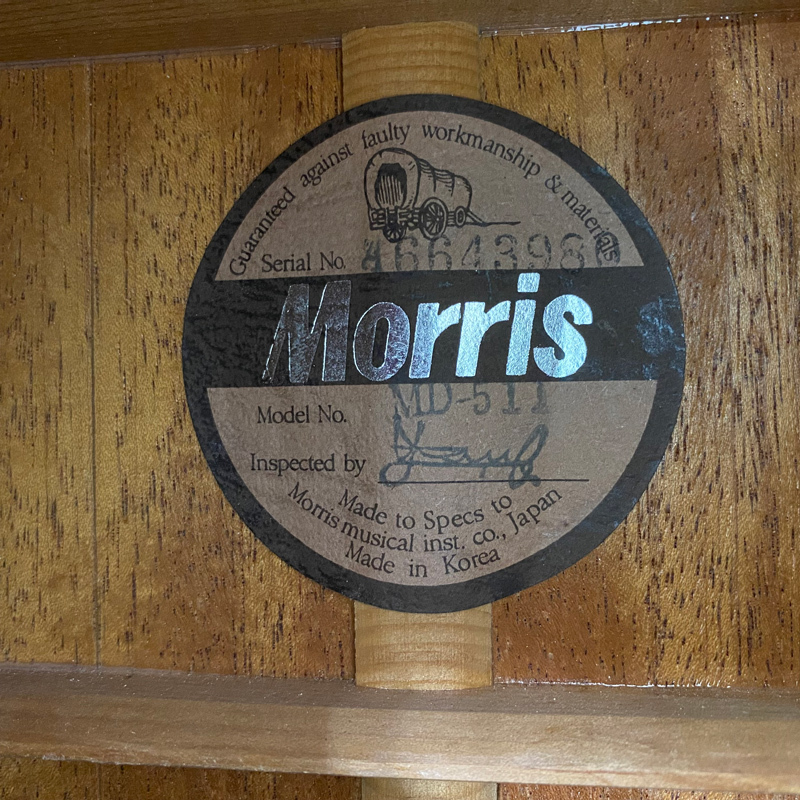 Guaranteed against faulty workmanship & materials
Serial No.
Morris
Model No. MD-511
Inspected by
Made to Specs to
Morris musical inst. co., Japan
Made in Korea